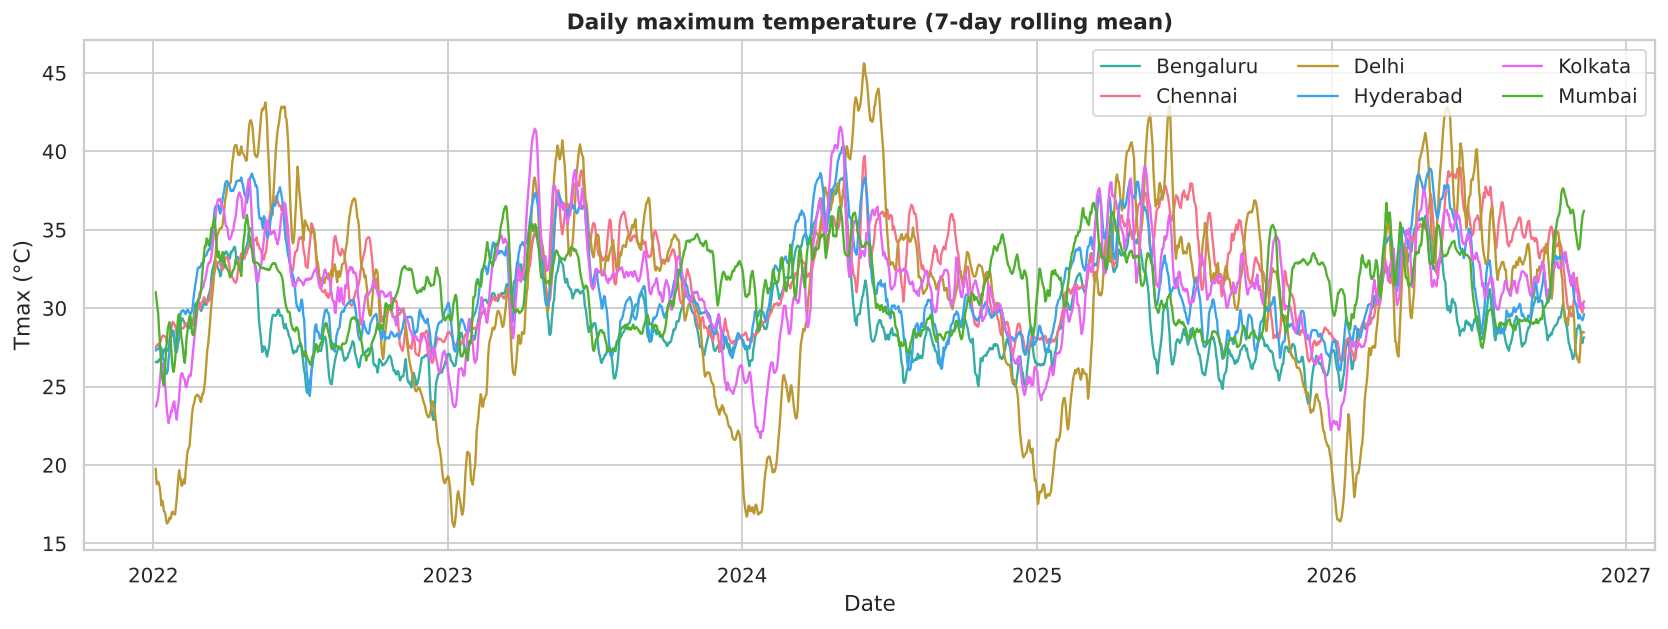 Daily maximum temperature (7-day rolling mean)
Bengaluru Delhi Kolkata
Chennai Hyderabad Mumbai
Tmax (°C)
45
40
35
30
25
20
15
2022 2023 2024 2025 2026 2027
Date